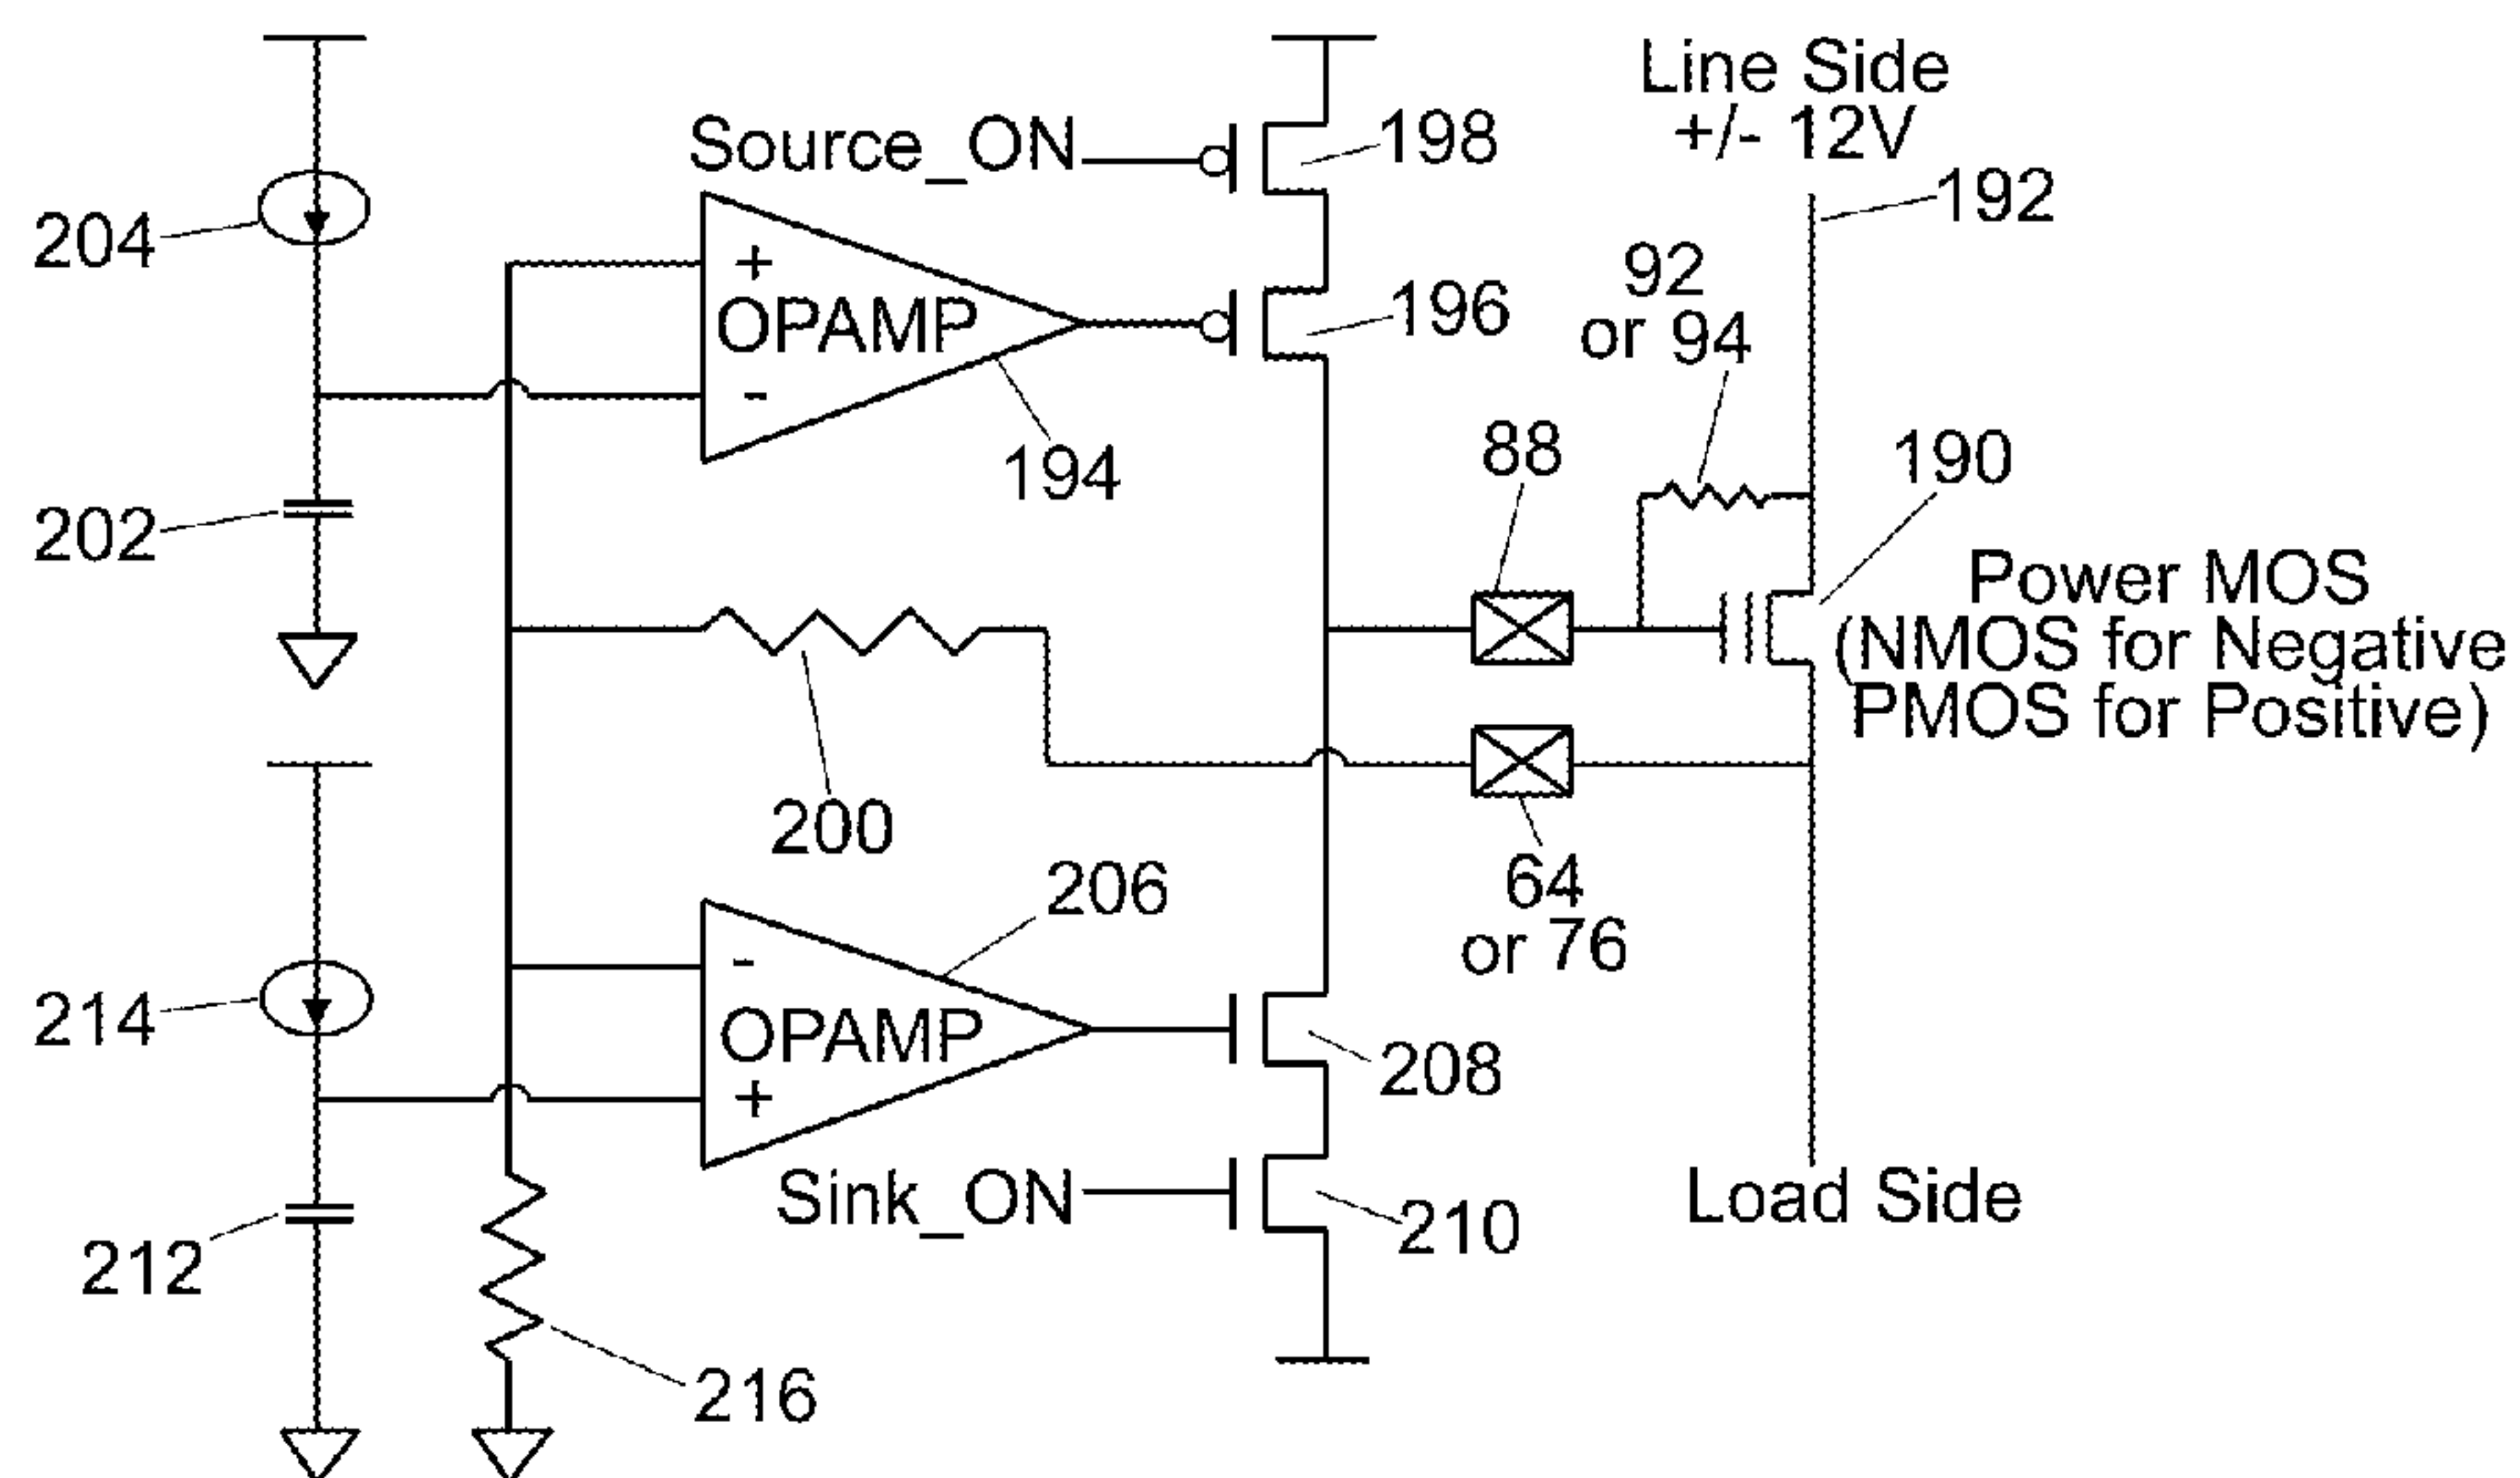 Line Side
+/- 12V
Source_ON
198
192
204
+
OPAMP
-
92
or 94
196
194
88
190
202
Power MOS
(NMOS for Negative
PMOS for Positive)
200
64
or 76
206
-
OPAMP
+
214
208
Sink_ON
210
Load Side
212
216